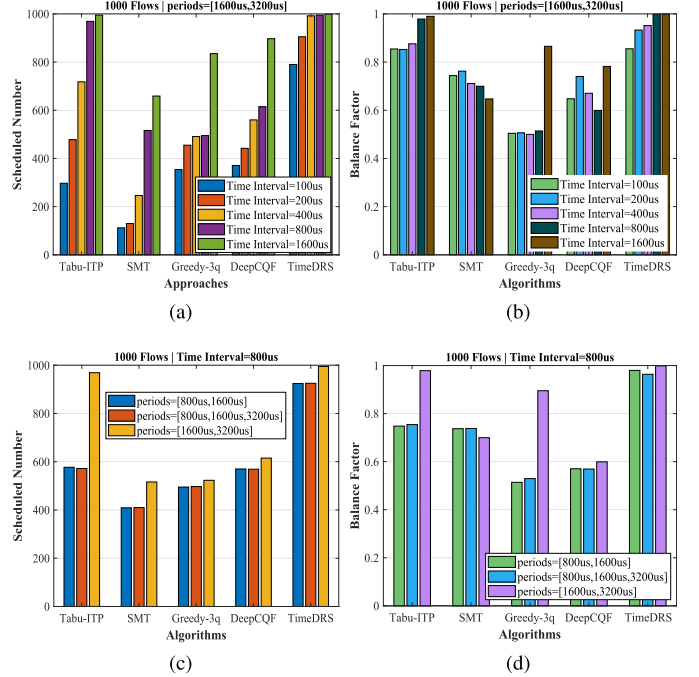 1000 Flows | periods=[1600us,3200us]
Scheduled Number
1000
800
600
400
200
0
Time Interval=100us
Time Interval=200us
Time Interval=400us
Time Interval=800us
Time Interval=1600us
Tabu-ITP SMT Greedy-3q DeepCQF TimeDRS
Approaches
(a)
1000 Flows | periods=[1600us,3200us]
Balance Factor
1
0.8
0.6
0.4
0.2
0
Time Interval=100us
Time Interval=200us
Time Interval=400us
Time Interval=800us
Time Interval=1600us
Tabu-ITP SMT Greedy-3q DeepCQF TimeDRS
Algorithms
(b)
1000 Flows | Time Interval=800us
Scheduled Number
1000
800
600
400
200
0
periods=[800us,1600us]
periods=[800us,1600us,3200us]
periods=[1600us,3200us]
Tabu-ITP SMT Greedy-3q DeepCQF TimeDRS
Algorithms
(c)
1000 Flows | Time Interval=800us
Balance Factor
1
0.8
0.6
0.4
0.2
0
periods=[800us,1600us]
periods=[800us,1600us,3200us]
periods=[1600us,3200us]
Tabu-ITP SMT Greedy-3q DeepCQF TimeDRS
Algorithms
(d)